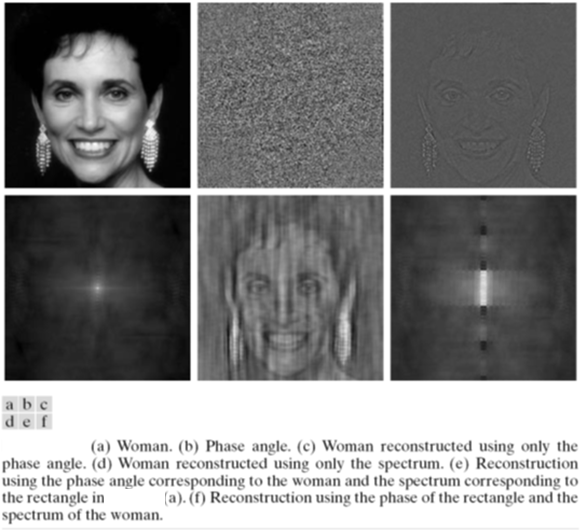 a b c
d e f
(a) Woman. (b) Phase angle. (c) Woman reconstructed using only the
phase angle. (d) Woman reconstructed using only the spectrum. (e) Reconstruction
using the phase angle corresponding to the woman and the spectrum corresponding to
the rectangle in (a). (f) Reconstruction using the phase of the rectangle and the
spectrum of the woman.